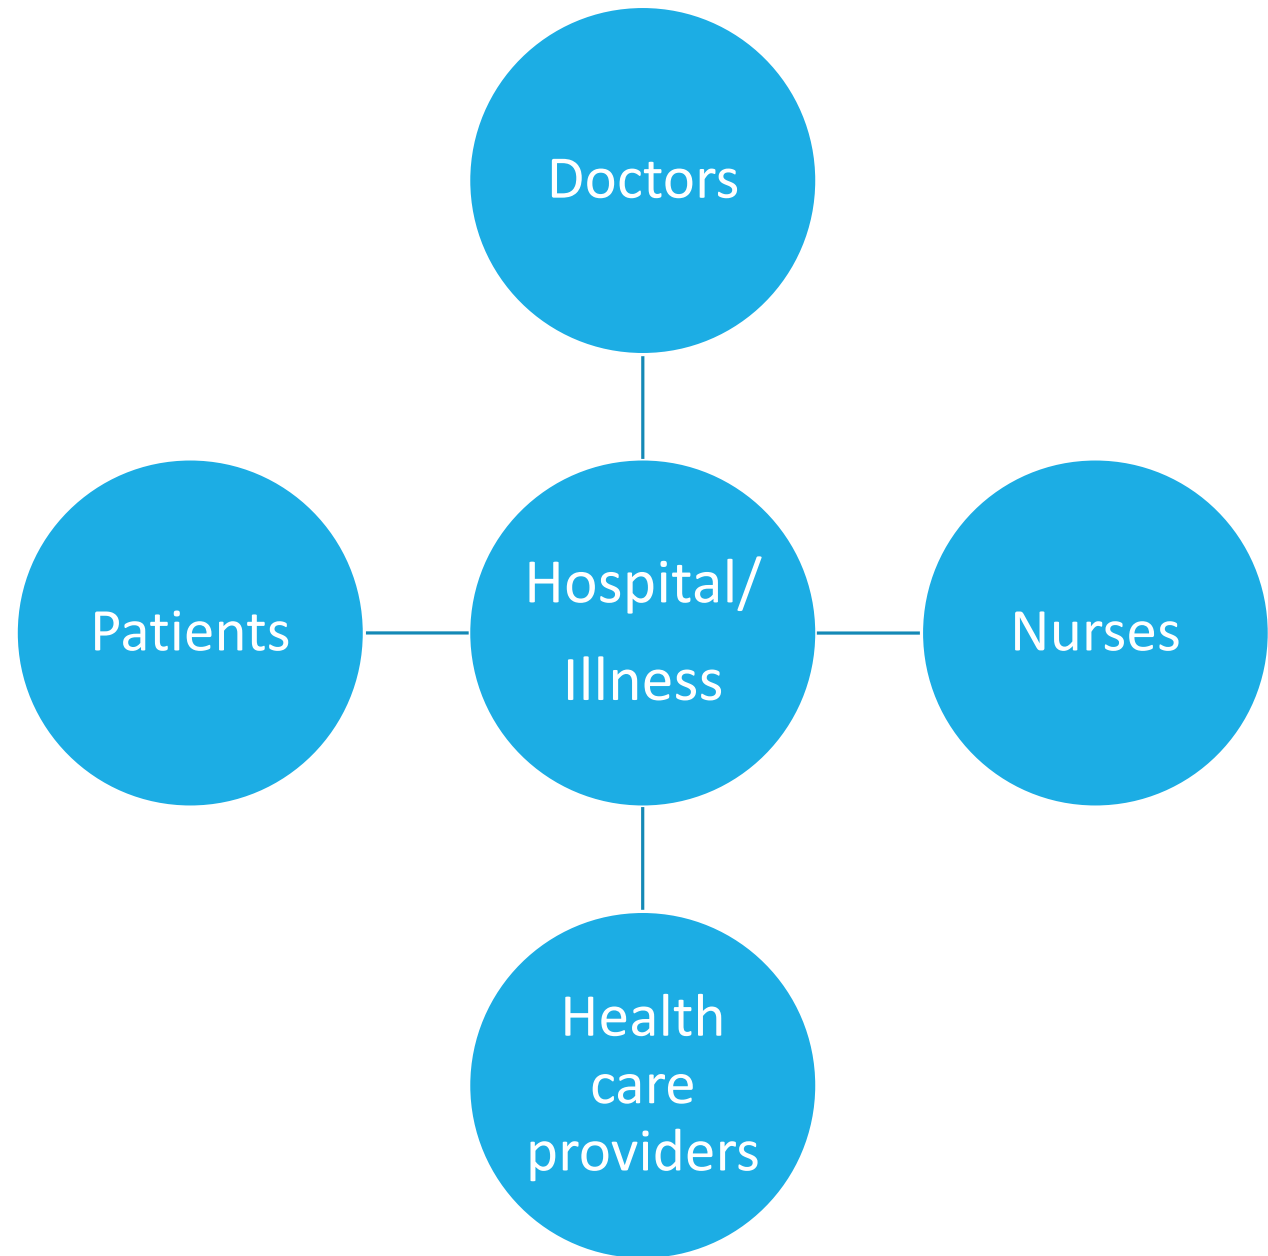 Doctors
Patients
Hospital/
Illness
Nurses
Health
care
providers